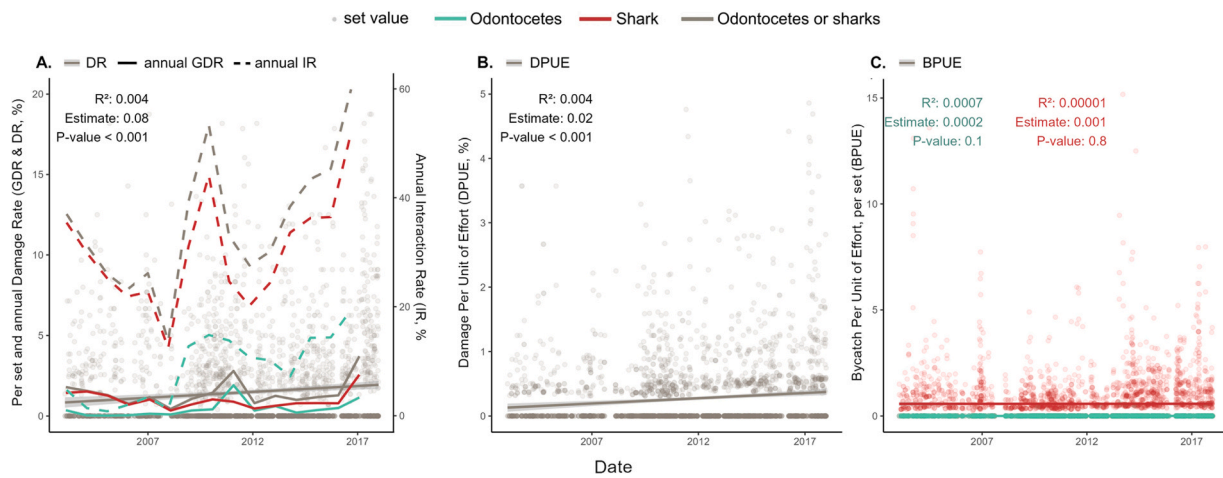 set value Odontocetes Shark Odontocetes or sharks
A. DR annual GDR annual IR
R²: 0.004
Estimate: 0.08
P-value < 0.001
Per set and annual Damage Rate (GDR & DR, %)
20
15
10
5
0
60
40
20
0
Annual Interaction Rate (IR, %
2007 2012 2017
B. DPUE
R²: 0.004
Estimate: 0.02
P-value < 0.001
Damage Per Unit of Effort (DPUE, %)
5
4
3
2
1
0
2007 2012 2017
C. BPUE
R²: 0.0007 R²: 0.00001
Estimate: 0.0002 Estimate: 0.001
P-value: 0.1 P-value: 0.8
Bycatch Per Unit of Effort, per set (BPUE)
15
10
5
0
2007 2012 2017
Date